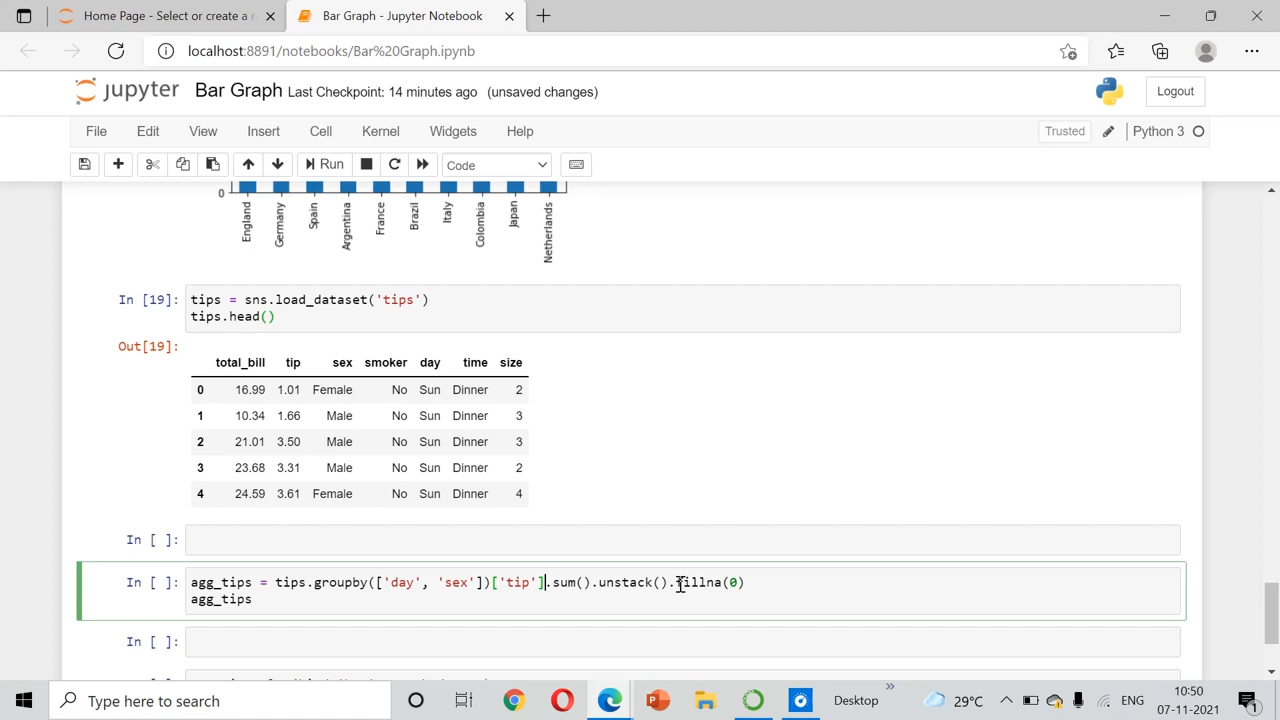 Home Page - Select or create a n
Bar Graph - Jupyter Notebook
localhost:8891/notebooks/Bar%20Graph.ipynb
jupyter Bar Graph Last Checkpoint: 14 minutes ago (unsaved changes) Logout
File Edit View Insert Cell Kernel Widgets Help Trusted Python 3
Run Code
0
England Germany Spain Argentina France Brazil Italy Colombia Japan Netherlands
In [19]: tips = sns.load_dataset('tips')
tips.head()
Out[19]:
total_bill tip sex smoker day time size
0 16.99 1.01 Female No Sun Dinner 2
1 10.34 1.66 Male No Sun Dinner 3
2 21.01 3.50 Male No Sun Dinner 3
3 23.68 3.31 Male No Sun Dinner 2
4 24.59 3.61 Female No Sun Dinner 4
In [ ]:
In [ ]: agg_tips = tips.groupby(['day', 'sex'])['tip'].sum().unstack().fillna(0)
agg_tips
In [ ]:
Type here to search Desktop 29°C ENG 10:50
07-11-2021
1